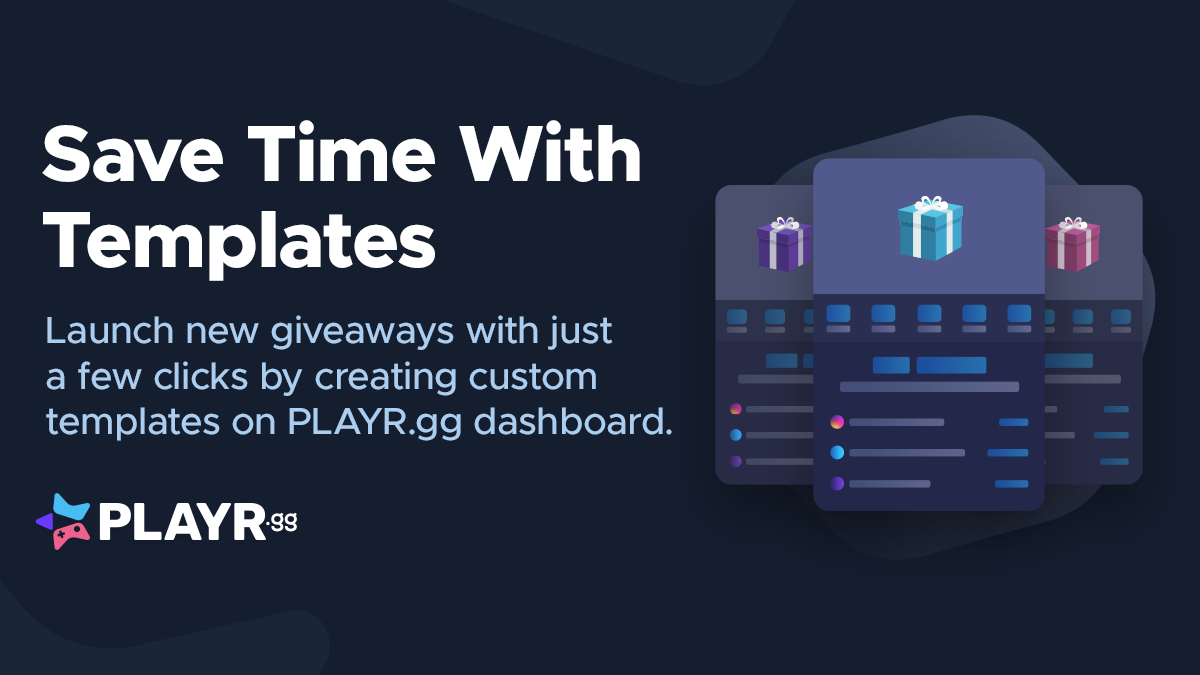 Save Time With
Templates
Launch new giveaways with just
a few clicks by creating custom
templates on PLAYR.gg dashboard.
PLAYR.gg